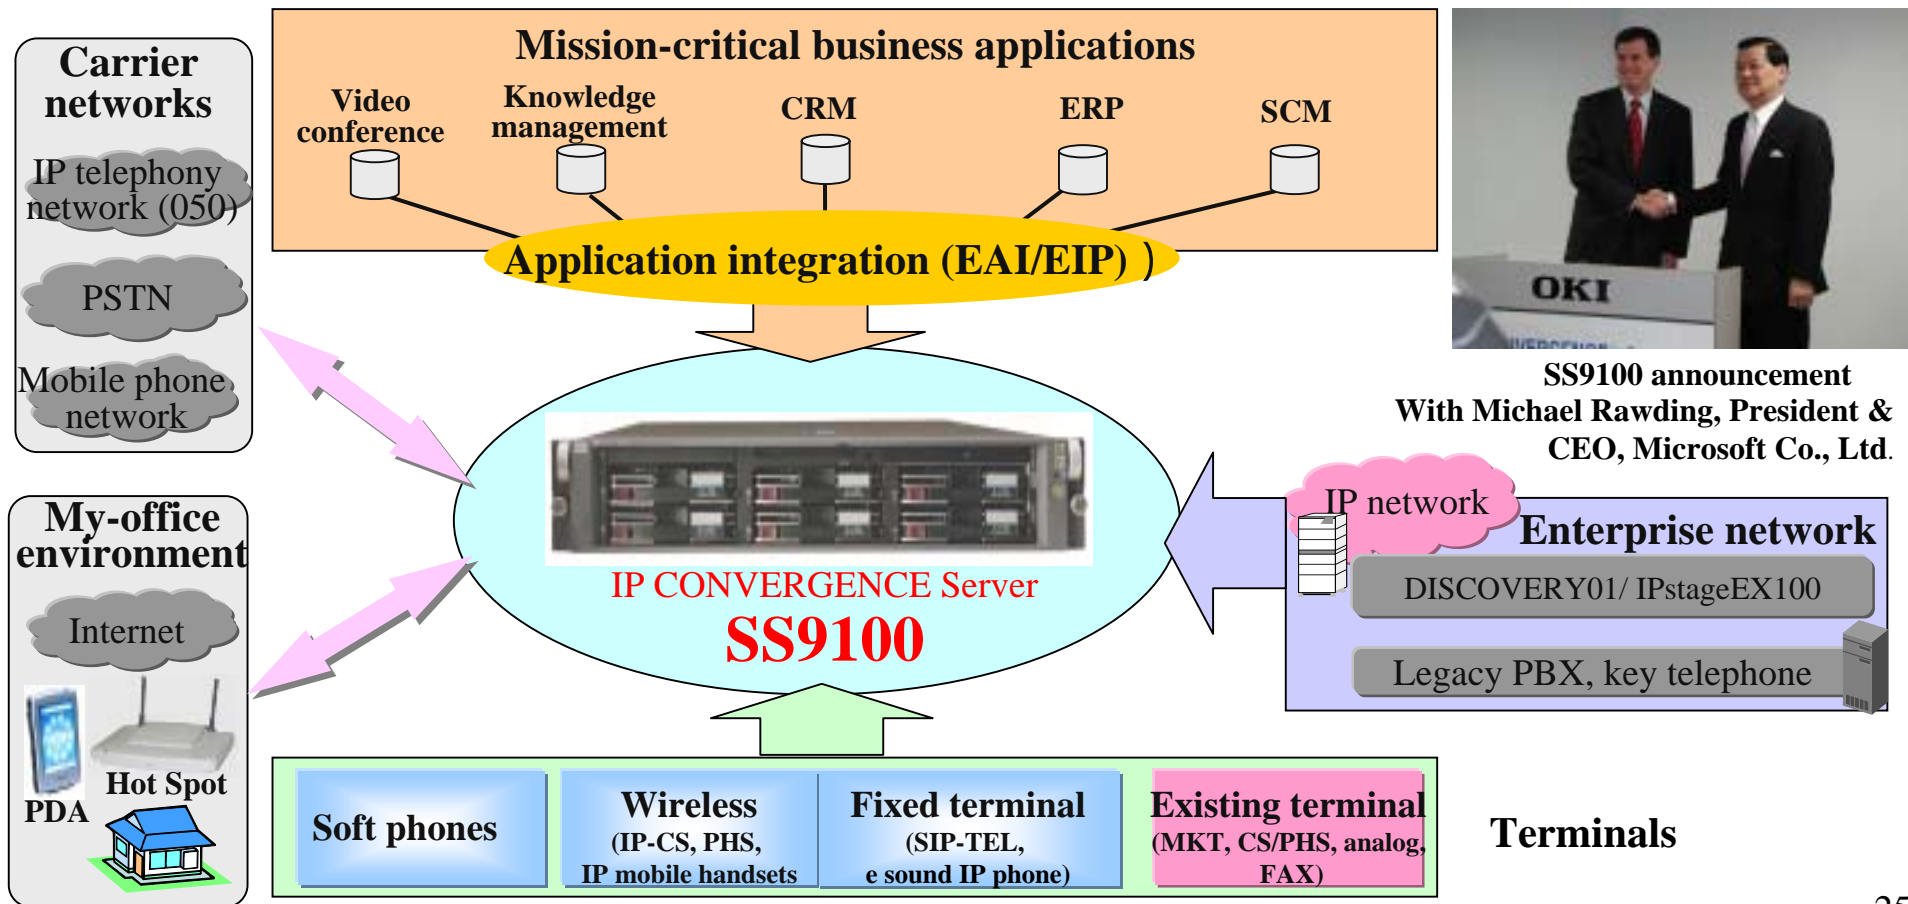 Carrier
networks
IP telephony
network (050)
PSTN
Mobile phone
network
My-office
environment
Internet
PDA
Hot Spot
Mission-critical business applications
Video
conference
Knowledge
management
CRM
ERP
SCM
Application integration (EAI/EIP) )
IP CONVERGENCE Server
SS9100
OKI
SS9100 announcement
With Michael Rawding, President &
CEO, Microsoft Co., Ltd.
IP network
Enterprise network
DISCOVERY01/ IPstageEX100
Legacy PBX, key telephone
Soft phones
Wireless
(IP-CS, PHS,
IP mobile handsets
Fixed terminal
(SIP-TEL,
e sound IP phone)
Existing terminal
(MKT, CS/PHS, analog,
FAX)
Terminals